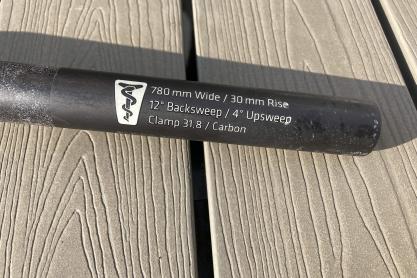 780 mm Wide / 30 mm Rise
12° Backsweep / 4° Upsweep
Clamp 31.8 / Carbon